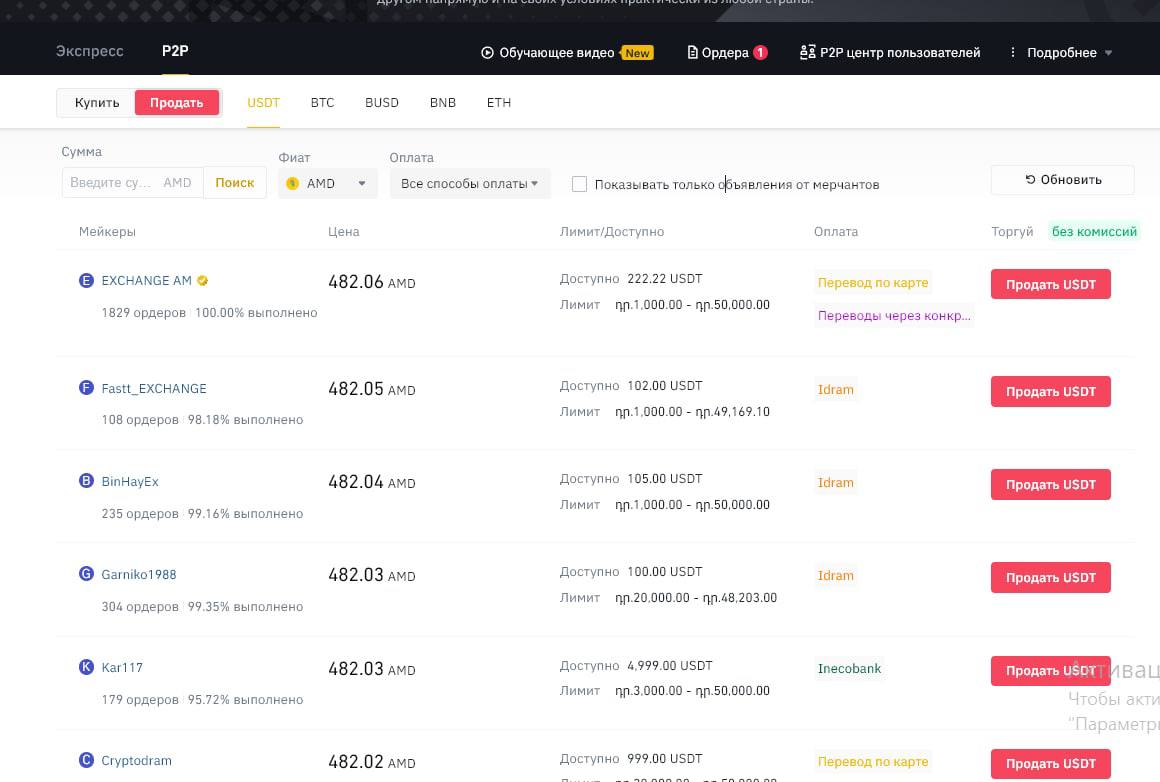 другом напрямую и на своих условиях практически из любой страны.
Экспресс P2P Обучающее видео New Ордера 1 P2P центр пользователей Подробнее
Купить Продать USDT BTC BUSD BNB ETH
Сумма Фиат Оплата
Введите су... AMD Поиск AMD Все способы оплаты Показывать только объявления от мерчантов Обновить
Мейкеры Цена Лимит/Доступно Оплата Торгуй без комиссий
E EXCHANGE AM 482.06 AMD Доступно 222.22 USDT Перевод по карте Продать USDT
1829 ордеров 100.00% выполнено Лимит դր.1,000.00 - դր.50,000.00 Переводы через конкр...
F Fastt_EXCHANGE 482.05 AMD Доступно 102.00 USDT Idram Продать USDT
108 ордеров 98.18% выполнено Лимит դր.1,000.00 - դր.49,169.10
B BinHayEx 482.04 AMD Доступно 105.00 USDT Idram Продать USDT
235 ордеров 99.16% выполнено Лимит դր.1,000.00 - դր.50,000.00
G Garniko1988 482.03 AMD Доступно 100.00 USDT Idram Продать USDT
304 ордеров 99.35% выполнено Лимит դր.20,000.00 - դր.48,203.00
K Kar117 482.03 AMD Доступно 4,999.00 USDT Inecobank Продать USDT
179 ордеров 95.72% выполнено Лимит դր.3,000.00 - դր.50,000.00
Активац
Чтобы акти
"Параметры
C Cryptodram 482.02 AMD Доступно 999.00 USDT Перевод по карте Продать USDT